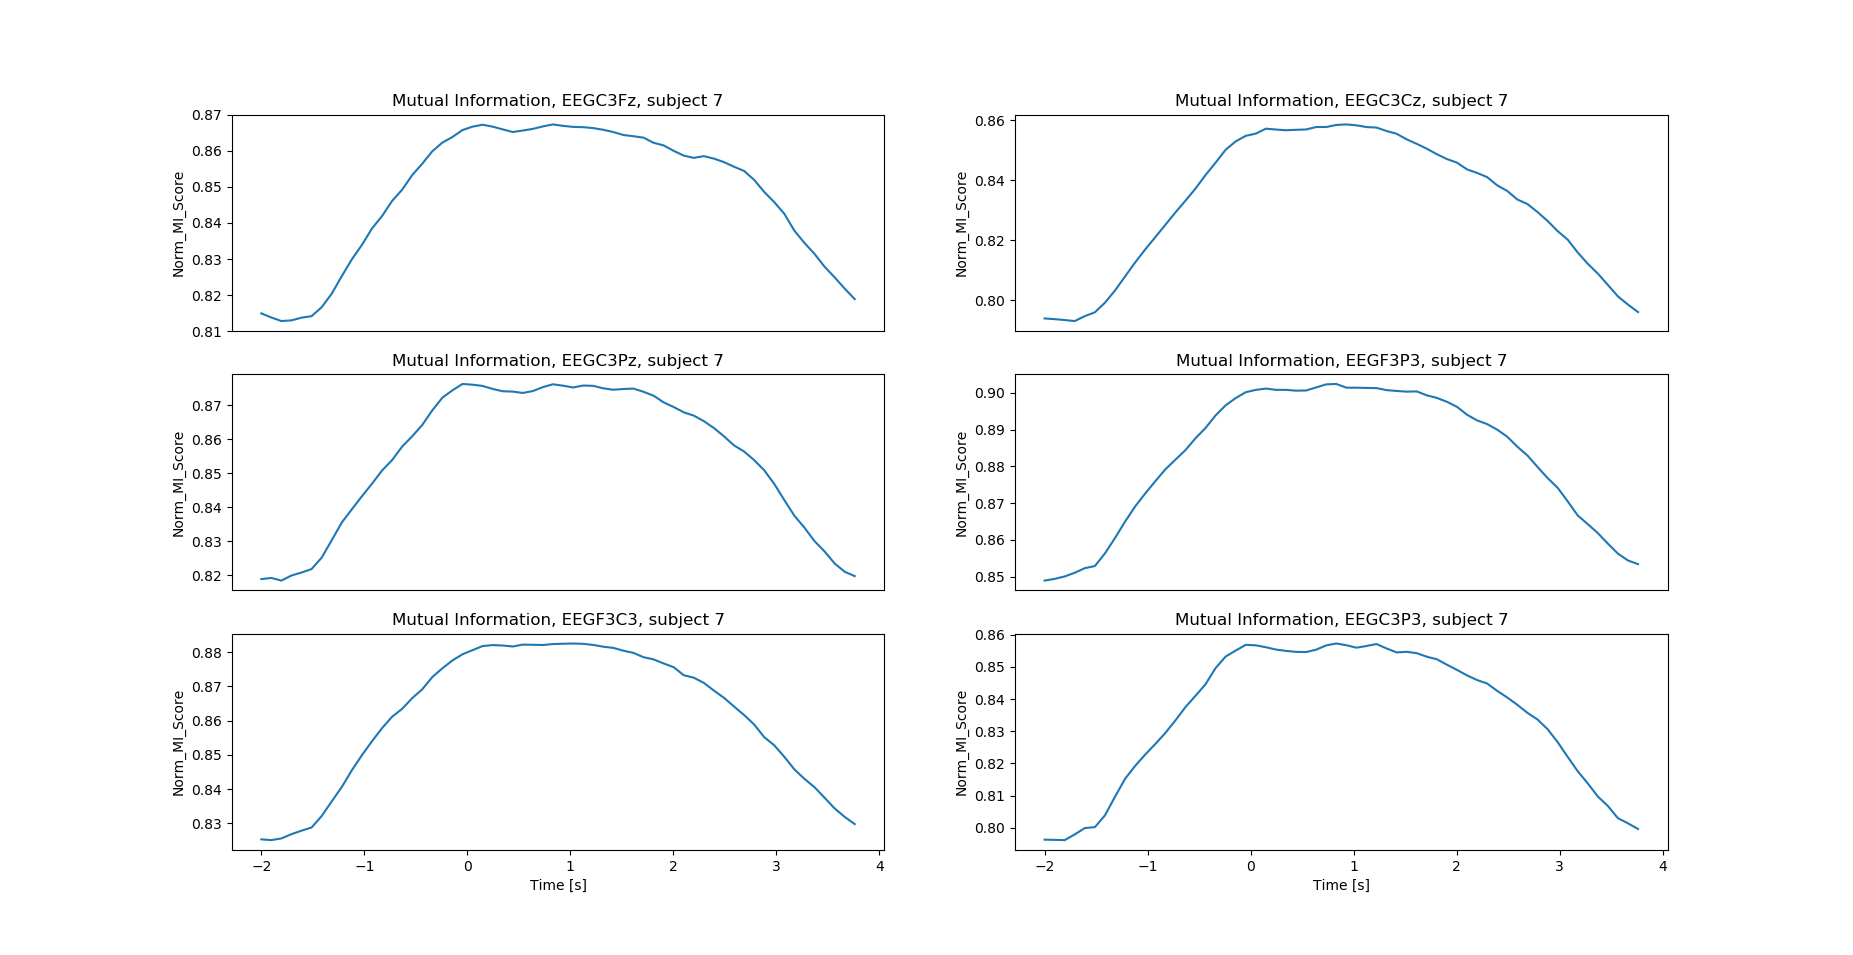 Mutual Information, EEGC3Fz, subject 7
Norm_MI_Score
0.87
0.86
0.85
0.84
0.83
0.82
0.81
Mutual Information, EEGC3Cz, subject 7
Norm_MI_Score
0.86
0.84
0.82
0.80
Mutual Information, EEGC3Pz, subject 7
Norm_MI_Score
0.87
0.86
0.85
0.84
0.83
0.82
Mutual Information, EEGF3P3, subject 7
Norm_MI_Score
0.90
0.89
0.88
0.87
0.86
0.85
Mutual Information, EEGF3C3, subject 7
Norm_MI_Score
0.88
0.87
0.86
0.85
0.84
0.83
−2 −1 0 1 2 3 4
Time [s]
Mutual Information, EEGC3P3, subject 7
Norm_MI_Score
0.86
0.85
0.84
0.83
0.82
0.81
0.80
−2 −1 0 1 2 3 4
Time [s]